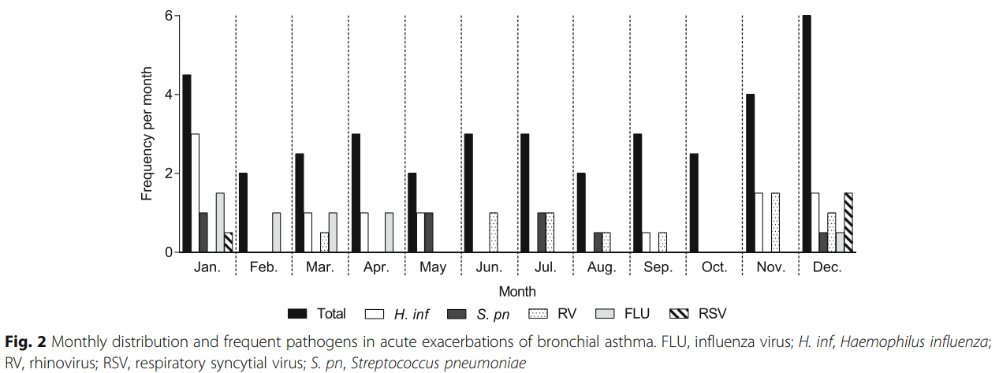 6
4
2
0
Frequency per month
Jan. Feb. Mar. Apr. May Jun. Jul. Aug. Sep. Oct. Nov. Dec.
Month
Total H. inf S. pn RV FLU RSV
Fig. 2 Monthly distribution and frequent pathogens in acute exacerbations of bronchial asthma. FLU, influenza virus; H. inf, Haemophilus influenza;
RV, rhinovirus; RSV, respiratory syncytial virus; S. pn, Streptococcus pneumoniae